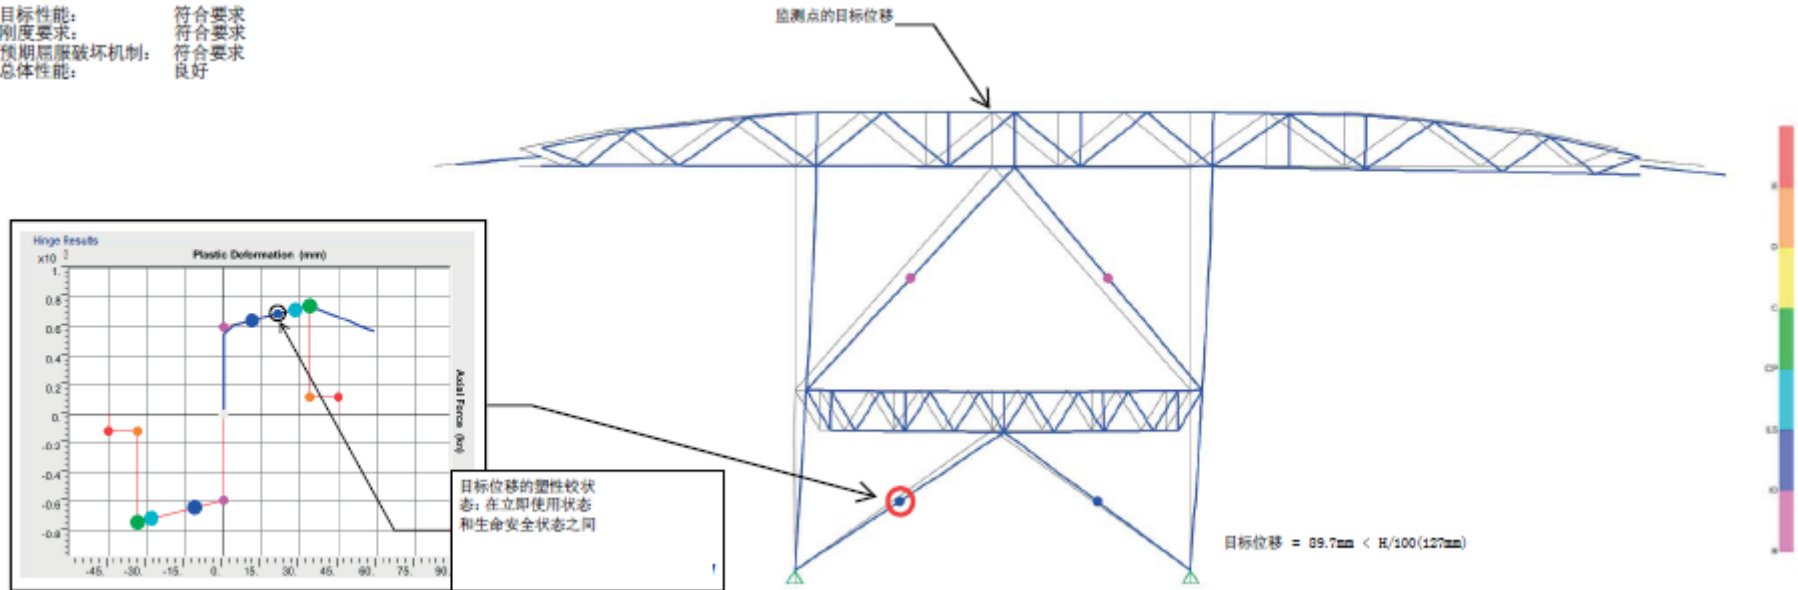 目标性能: 符合要求
刚度要求: 符合要求
预期屈服破坏机制: 符合要求
总体性能: 良好
监测点的目标位移
Hinge Results
x10 3
Plastic Deformation (mm)
1.
0.8
0.6
0.4
0.2
0.
-0.2
-0.4
-0.6
-0.8
-45. -30. -15. 0. 15. 30. 45. 60. 75. 90.
Axial Force (kn)
目标位移的塑性铰状
态: 在立即使用状态
和生命安全状态之间
目标位移 = 89.7mm < H/100(127mm)
E
D
C
CP
LS
IO
B